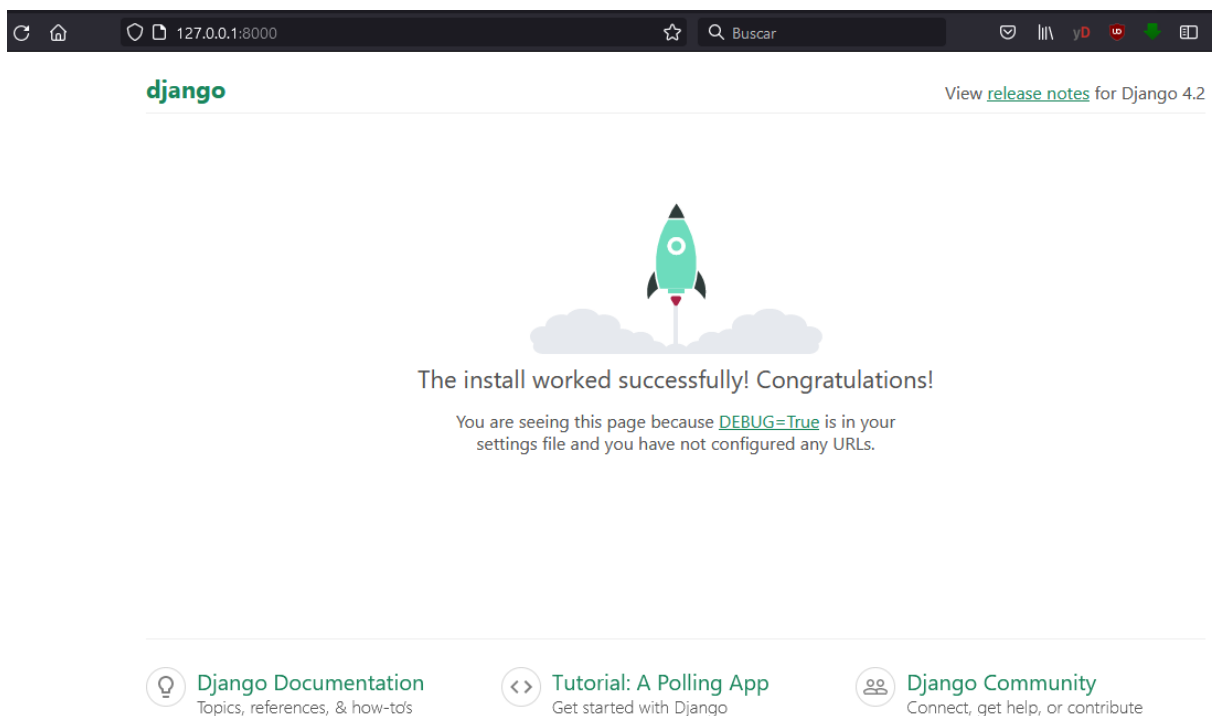 127.0.0.1:8000
Buscar
yD
UD
django
View release notes for Django 4.2
The install worked successfully! Congratulations!
You are seeing this page because DEBUG=True is in your
settings file and you have not configured any URLs.
Django Documentation
Topics, references, & how-to's
Tutorial: A Polling App
Get started with Django
Django Community
Connect, get help, or contribute